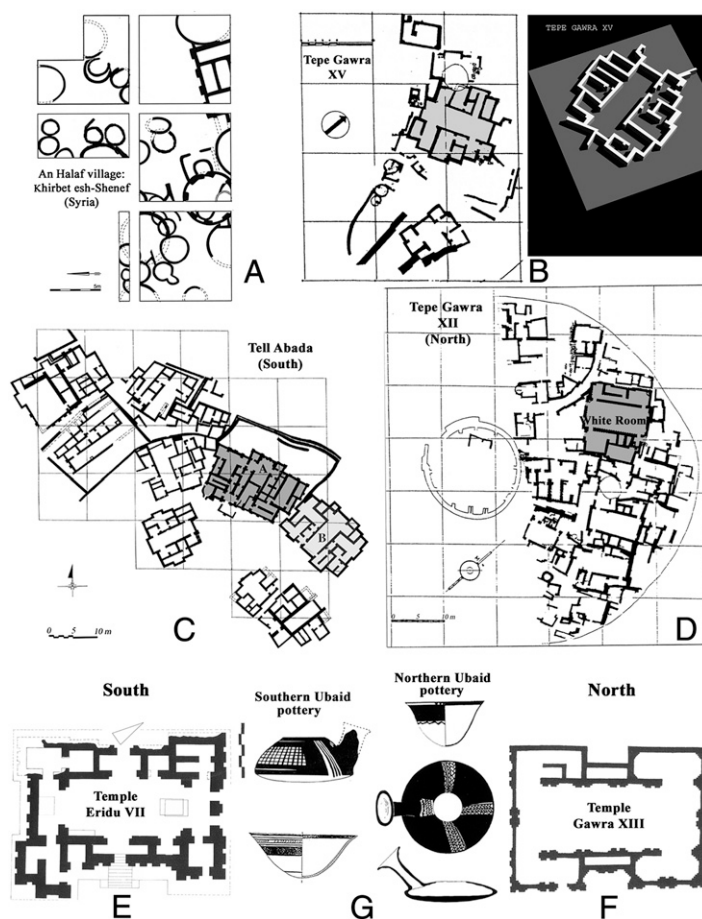 An Halaf village:
Khirbet esh-Shenef
(Syria)
5m
A
Tepe Gawra
XV
TEPE GAWRA XV
B
Tell Abada
(South)
A
B
0 5 10 m
C
Tepe Gawra
XII
(North)
White Room
0 5 10 m
D
South
Temple
Eridu VII
E
Southern Ubaid
pottery
Northern Ubaid
pottery
G
North
Temple
Gawra XIII
F